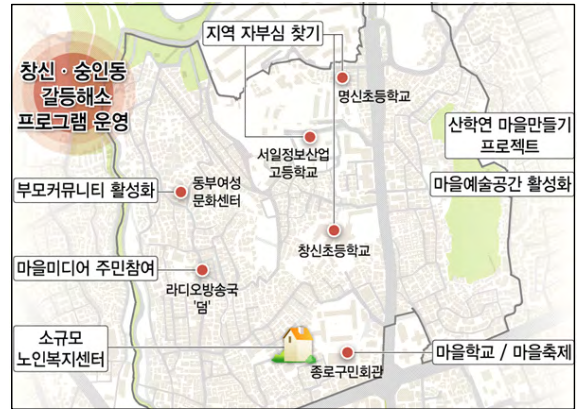 지역 자부심 찾기
창신 · 숭인동
갈등해소
프로그램 운영
명신초등학교
산학연 마을만들기
프로젝트
서일정보산업
고등학교
부모커뮤니티 활성화
동부여성
문화센터
마을예술공간 활성화
창신초등학교
마을미디어 주민참여
라디오방송국
'덤'
소규모
노인복지센터
종로구민회관
마을학교 / 마을축제